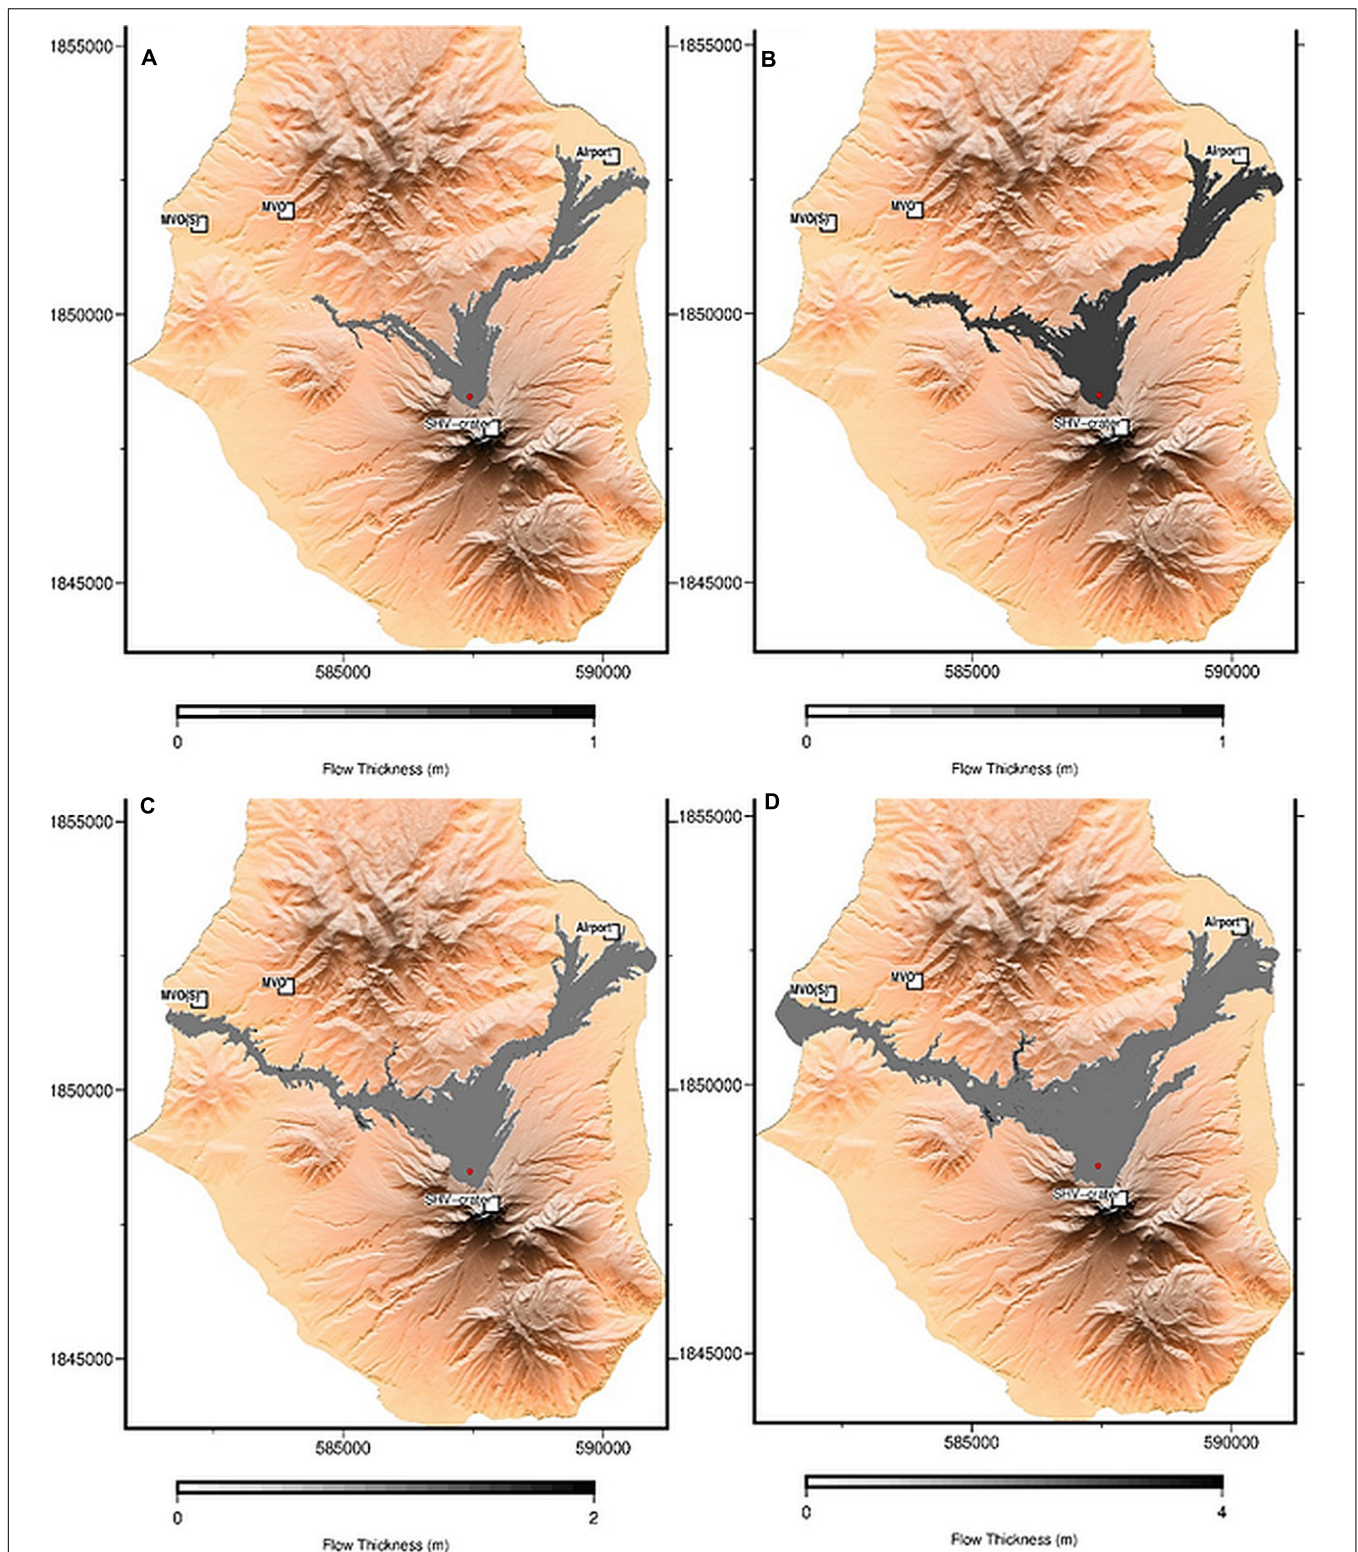 A
B
1855000
1855000
Airport
Airport
MVO
MVO
MVO(S)
MVO(S)
1850000
1850000
SHV-crater
SHV-crater
1845000
1845000
585000
590000
585000
590000
0
1
0
1
Flow Thickness (m)
Flow Thickness (m)
C
D
1855000
1855000
Airport
Airport
MVO
MVO
MVO(S)
MVO(S)
1850000
1850000
SHV-crater
SHV-crater
1845000
1845000
585000
590000
585000
590000
0
2
0
4
Flow Thickness (m)
Flow Thickness (m)